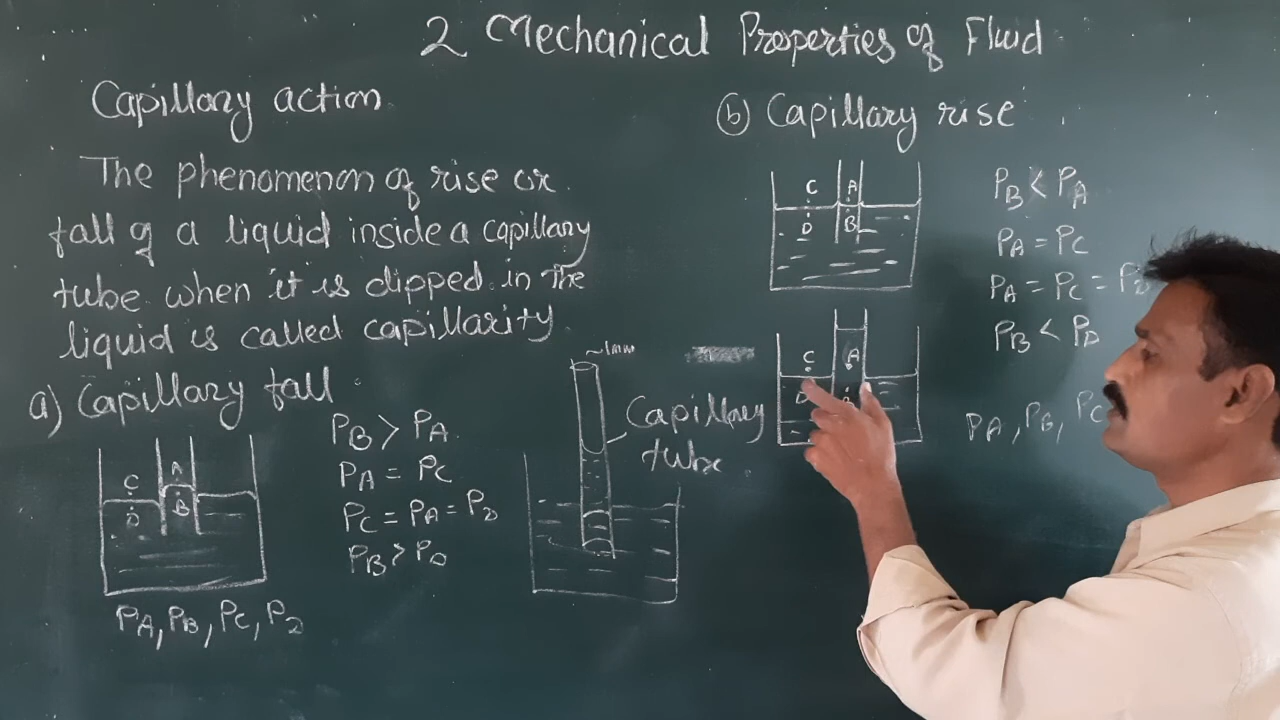 2 Mechanical Properties of Fluid
Capillary action
The phenomenon of rise or
fall of a liquid inside a capillary
tube when it is dipped in the
liquid is called capillarity.
a) Capillary fall
C
A
D
B
PB > PA
PA = PC
PC = PA = PD
PB > PD
PA, PB, PC, PD
~1mm
Capillary
tube
b) Capillary rise
C
A
D
B
PB < PA
PA = PC
PA = PC = PD
PB < PD
C
A
D
PA, PB, PC